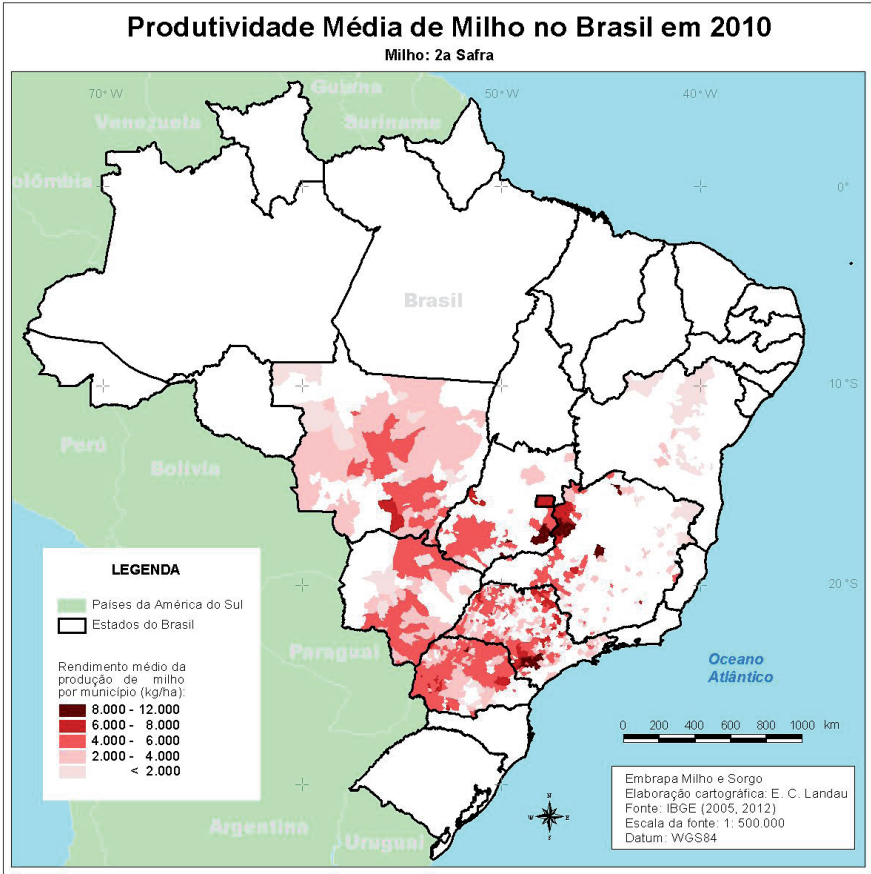 Produtividade Média de Milho no Brasil em 2010
Milho: 2a Safra
70° W
50° W
40° W
Guiana
Venezuela
Suriname
olômbia
0°
Brasil
10°S
Perú
Bolivia
LEGENDA
Países da América do Sul
Estados do Brasil
20°S
Paraguai
Rendimento médio da
produção de milho
por município (kg/ha):
8.000 - 12.000
6.000 - 8.000
4.000 - 6.000
2.000 - 4.000
< 2.000
Oceano
Atlântico
0 200 400 600 800 1000 km
Embrapa Milho e Sorgo
Elaboração cartográfica: E. C. Landau
Fonte: IBGE (2005, 2012)
Escala da fonte: 1: 500.000
Datum: WGS84
N
W E
S
Argentina
Uruguai